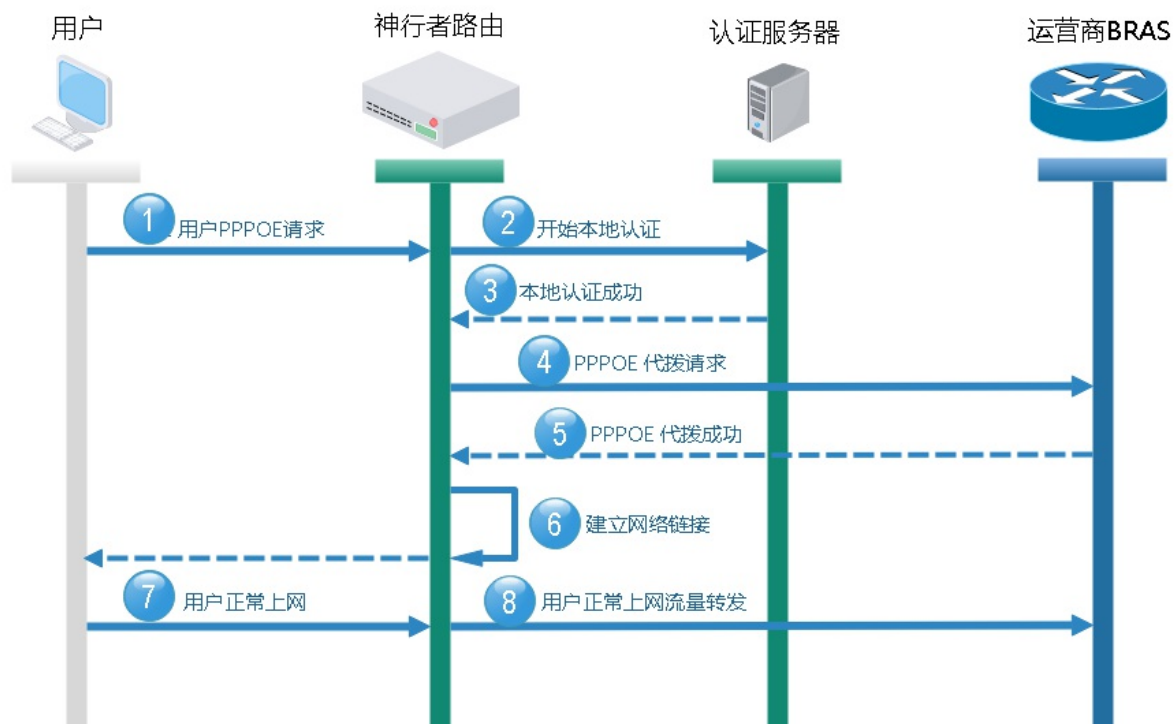 用户
神行者路由
认证服务器
运营商BRAS
1 用户PPPOE请求
2 开始本地认证
3 本地认证成功
4 PPPOE 代拨请求
5 PPPOE 代拨成功
6 建立网络链接
7 用户正常上网
8 用户正常上网流量转发